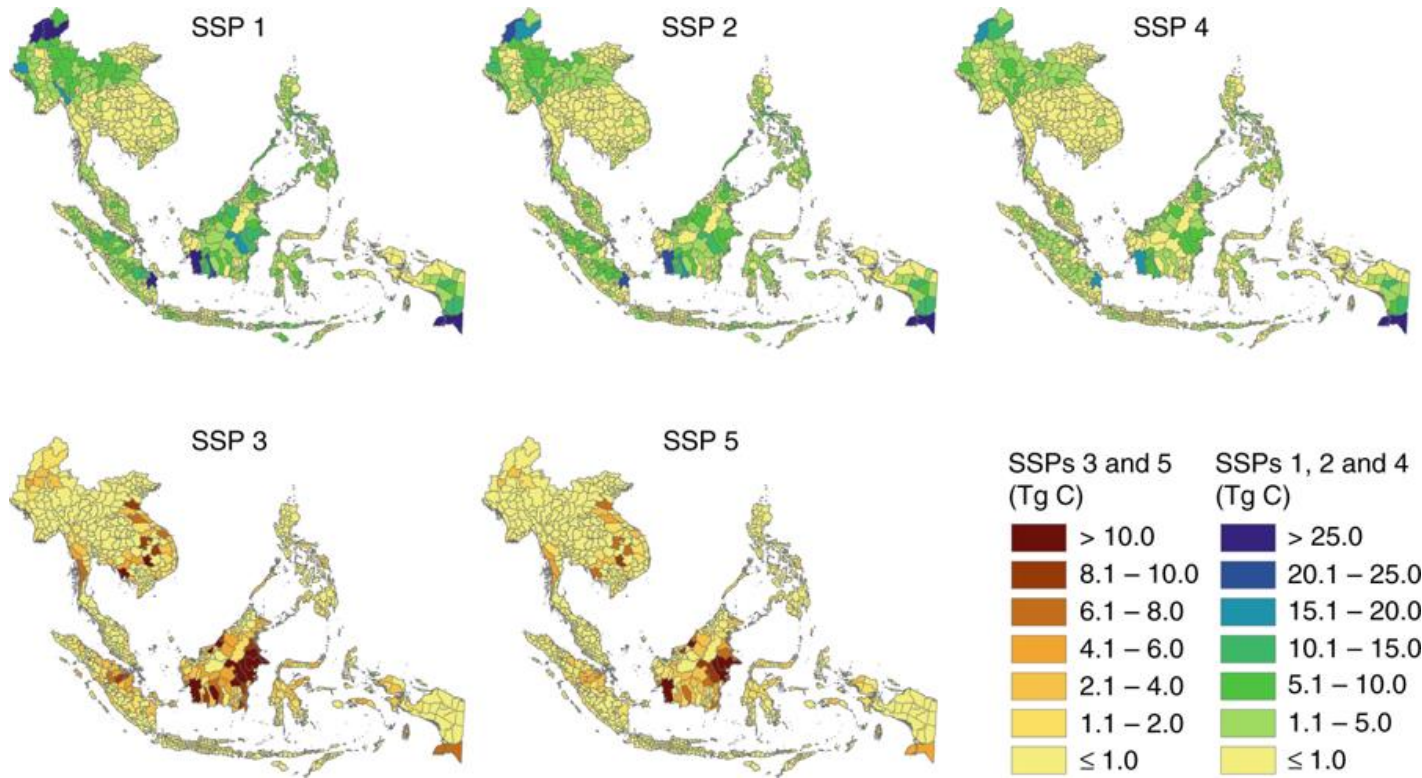 SSP 1
SSP 2
SSP 4
SSP 3
SSP 5
SSPs 3 and 5
(Tg C)
> 10.0
8.1 – 10.0
6.1 – 8.0
4.1 – 6.0
2.1 – 4.0
1.1 – 2.0
≤ 1.0
SSPs 1, 2 and 4
(Tg C)
> 25.0
20.1 – 25.0
15.1 – 20.0
10.1 – 15.0
5.1 – 10.0
1.1 – 5.0
≤ 1.0